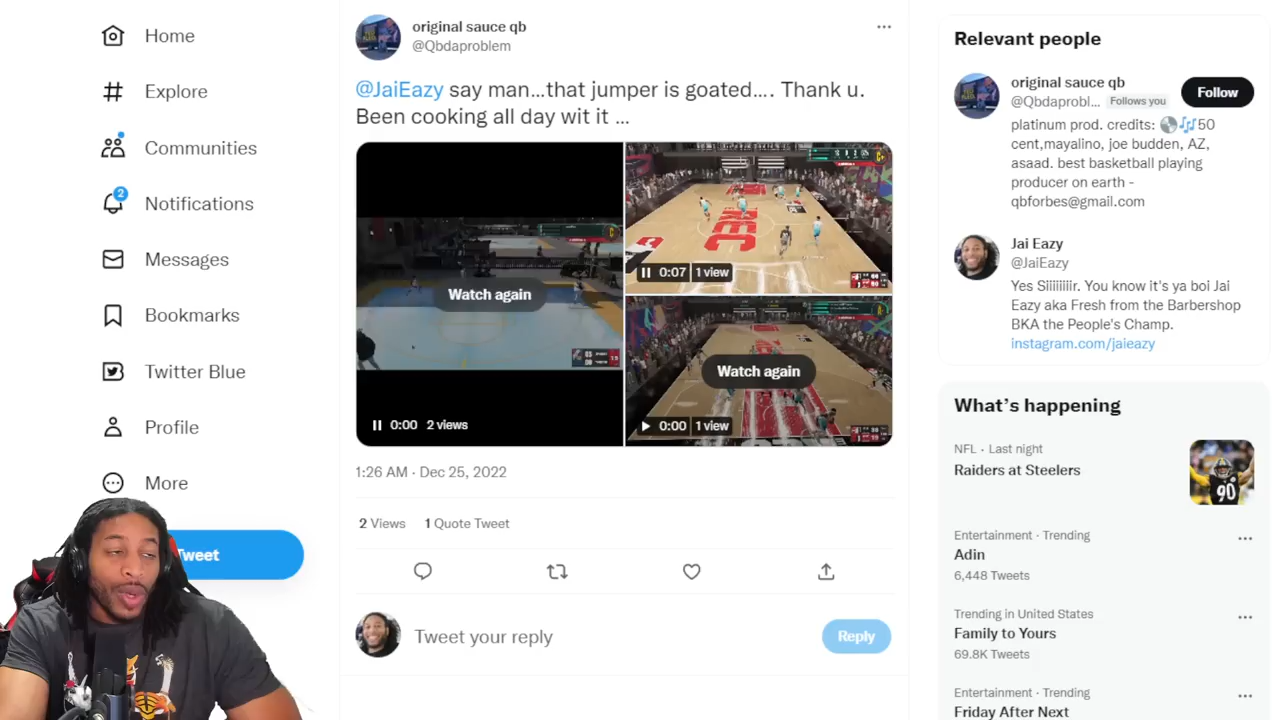 Home
Explore
Communities
2
Notifications
Messages
Bookmarks
Twitter Blue
Profile
More
Tweet
original sauce qb
@Qbdaproblem
@JaiEazy say man...that jumper is goated.... Thank u.
Been cooking all day wit it ...
Watch again
0:00 2 views
REC
0:07 1 view
Watch again
0:00 1 view
1:26 AM · Dec 25, 2022
2 Views 1 Quote Tweet
Tweet your reply
Reply
Relevant people
original sauce qb
@Qbdaprobl... Follows you
Follow
platinum prod. credits: 💿🎶50
cent,mayalino, joe budden, AZ,
asaad. best basketball playing
producer on earth -
qbforbes@gmail.com
Jai Eazy
@JaiEazy
Yes Siiiiiiiir. You know it's ya boi Jai
Eazy aka Fresh from the Barbershop
BKA the People's Champ.
instagram.com/jaieazy
What's happening
NFL · Last night
Raiders at Steelers
90
Entertainment · Trending
Adin
6,448 Tweets
Trending in United States
Family to Yours
69.8K Tweets
Entertainment · Trending
Friday After Next